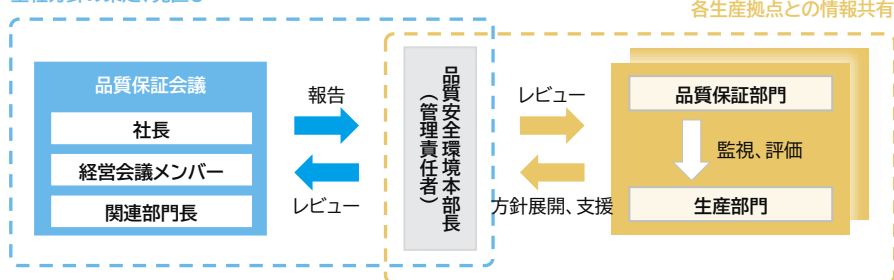 各生産拠点との情報共有
品質保証会議
社長
経営会議メンバー
関連部門長
報告
レビュー
品質安全環境本部長
（管理責任者）
レビュー
方針展開、支援
品質保証部門
監視、評価
生産部門